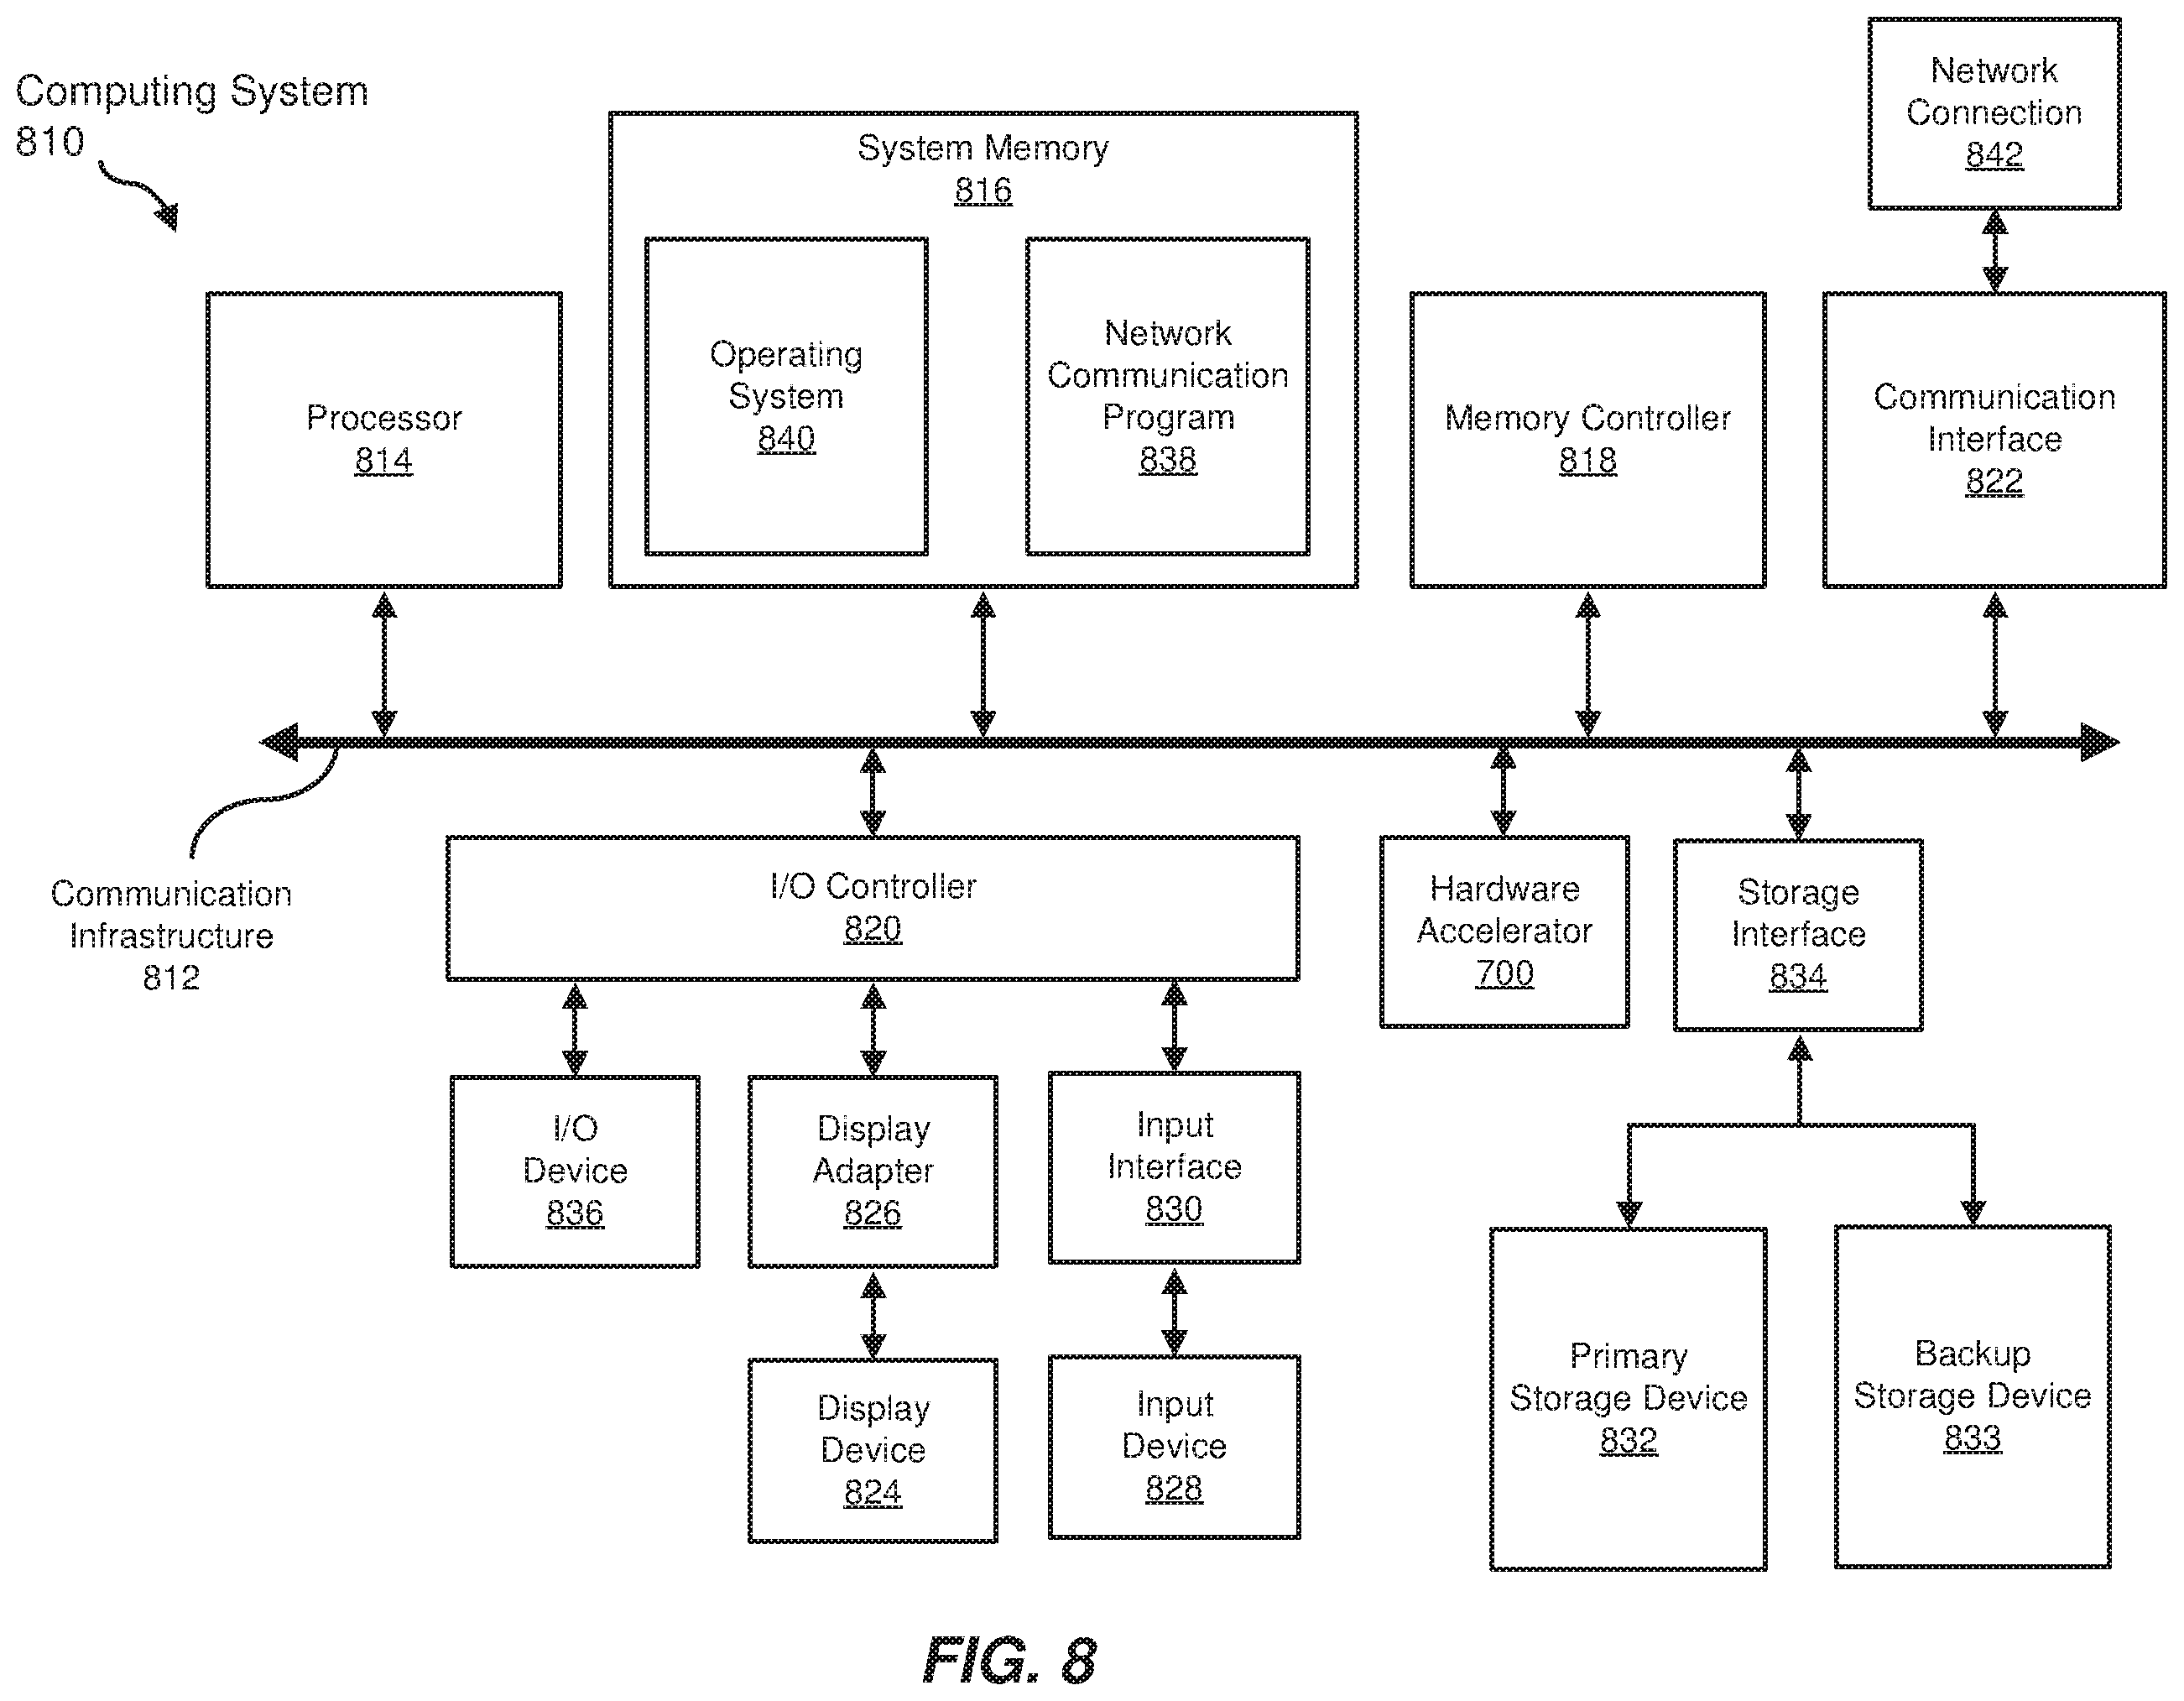 Computing System
810
Network
Connection
842
System Memory
816
Processor
814
Operating
System
840
Network
Communication
Program
838
Memory Controller
818
Communication
Interface
822
Communication
Infrastructure
812
I/O Controller
820
Hardware
Accelerator
700
Storage
Interface
834
I/O
Device
836
Display
Adapter
826
Input
Interface
830
Display
Device
824
Input
Device
828
Primary
Storage Device
832
Backup
Storage Device
833
FIG. 8